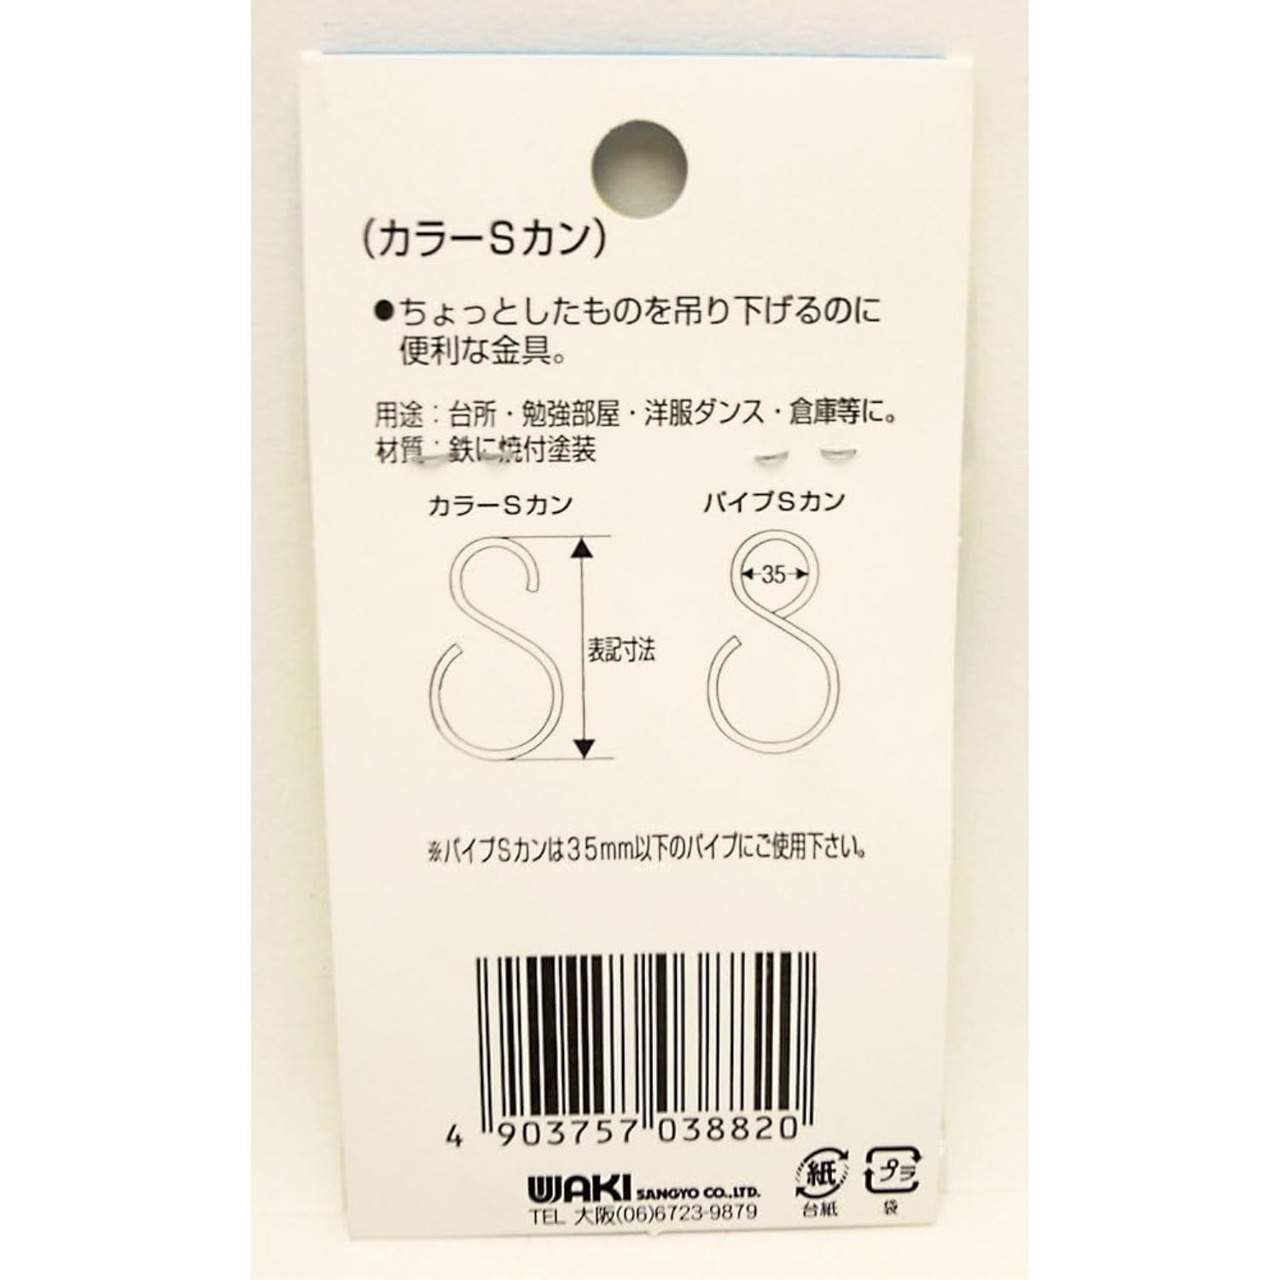 (カラーSカン)
●ちょっとしたものを吊り下げるのに
便利な金具。
用途：台所・勉強部屋・洋服ダンス・倉庫等に。
材質：鉄に焼付塗装
カラーSカン
パイプSカン
35
表記寸法
※パイプSカンは35mm以下のパイプにご使用下さい。
4 903757 038820
WAKI SANGYO CO.,LTD.
TEL 大阪(06)6723-9879
紙
台紙
プラ
袋